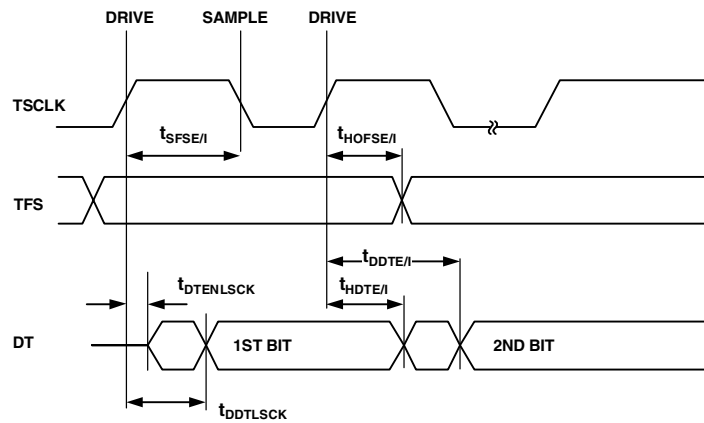 DRIVE SAMPLE DRIVE
TSCLK
tSFSE/I tHOFSE/I
TFS
tDDTE/I
tDTENLSCK tHDTE/I
DT 1ST BIT 2ND BIT
tDDTLSCK